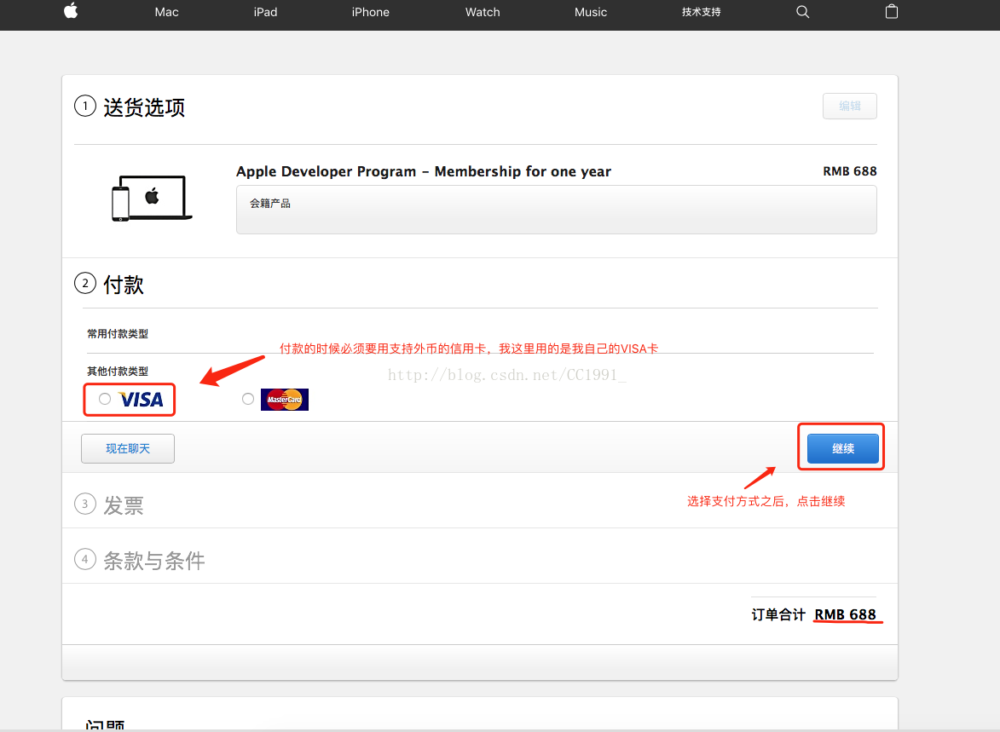 Mac iPad iPhone Watch Music 技术支持
1 送货选项
编辑
Apple Developer Program – Membership for one year RMB 688
会籍产品
2 付款
常用付款类型
付款的时候必须要用支持外币的信用卡，我这里用的是我自己的VISA卡
其他付款类型
http://blog.csdn.net/CC1991_
VISA MasterCard
现在聊天 继续
选择支付方式之后，点击继续
3 发票
4 条款与条件
订单合计 RMB 688
问题